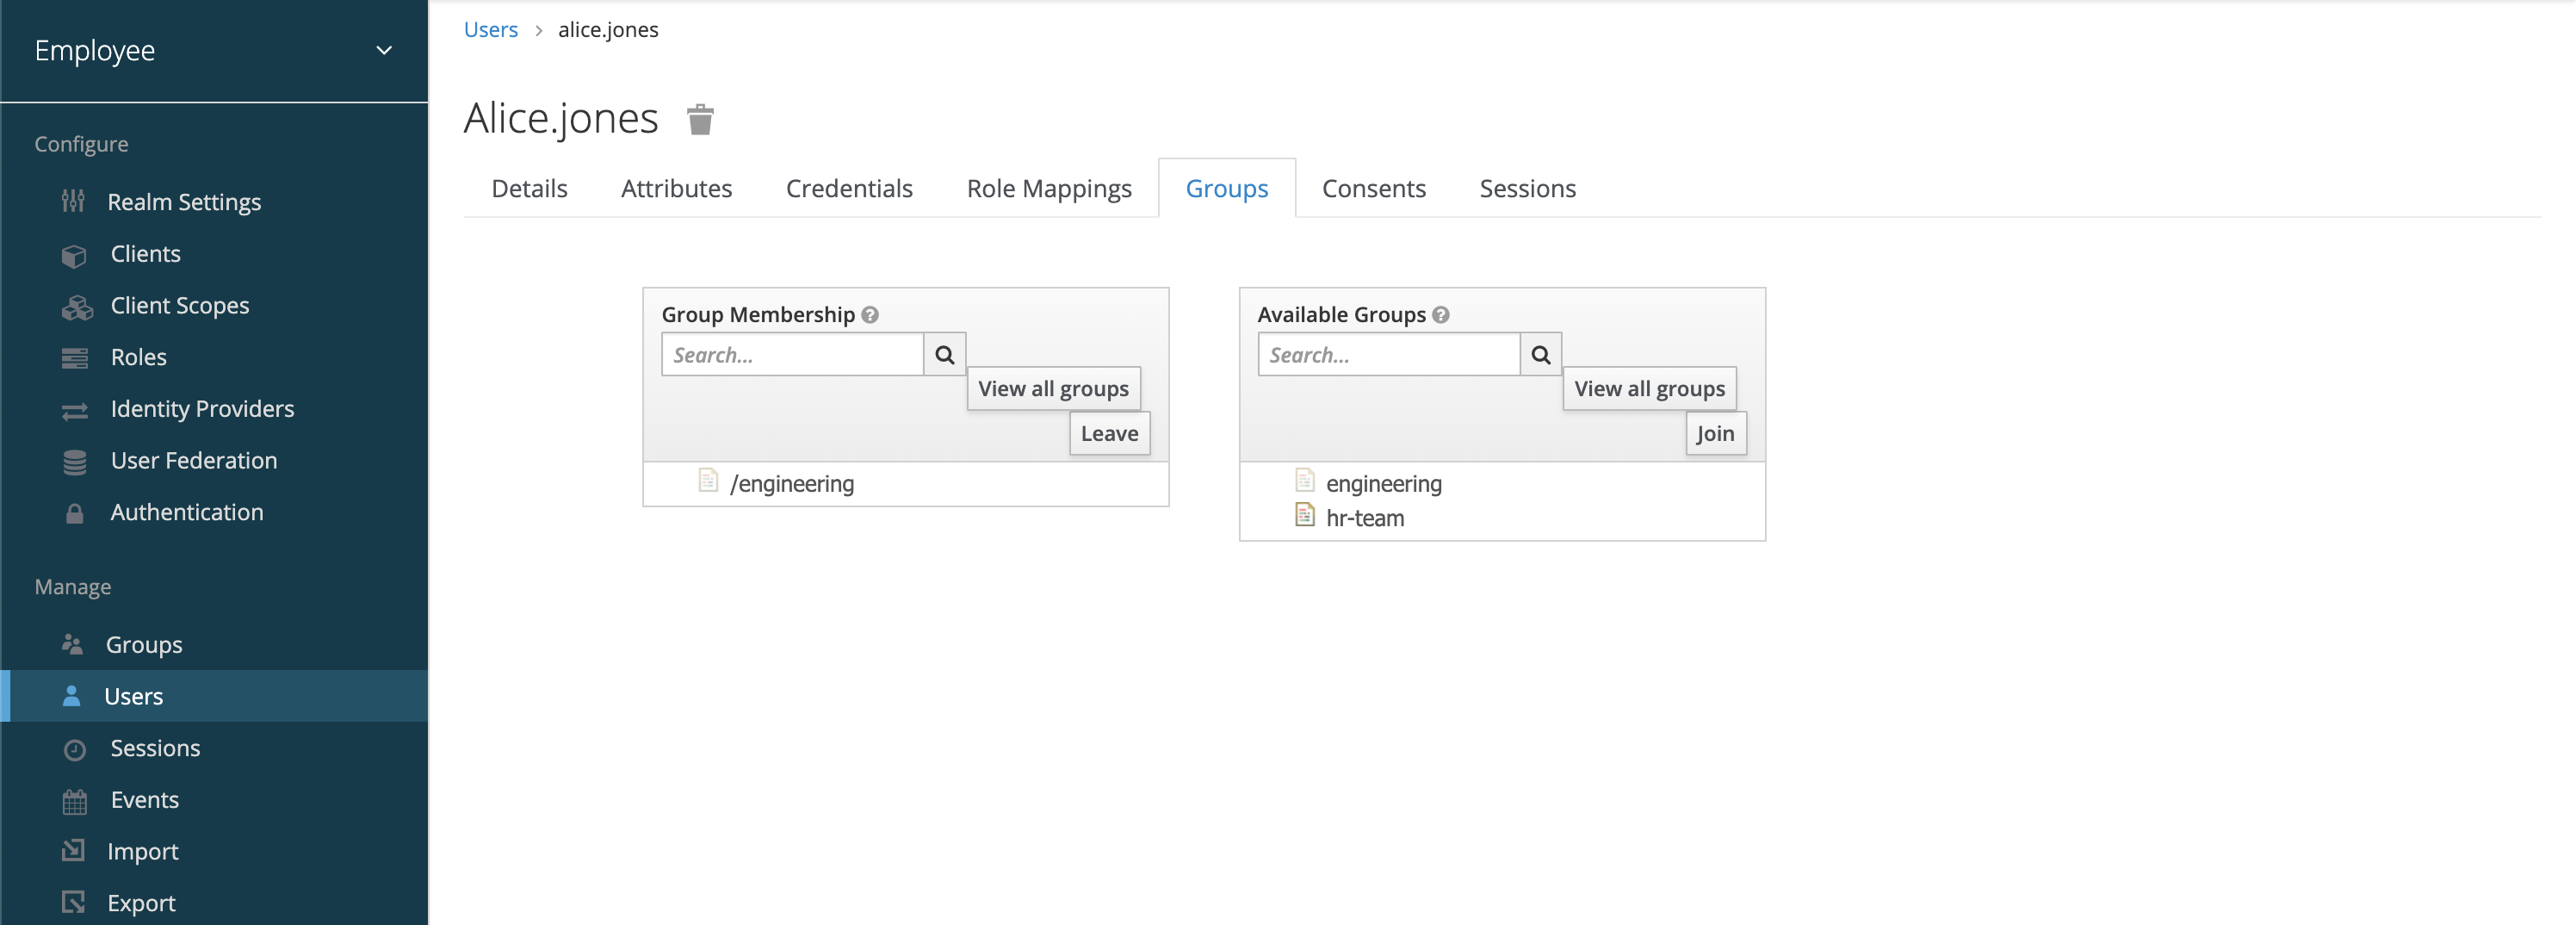 Employee
Configure
Realm Settings
Clients
Client Scopes
Roles
Identity Providers
User Federation
Authentication
Manage
Groups
Users
Sessions
Events
Import
Export
Users > alice.jones
Alice.jones
Details Attributes Credentials Role Mappings Groups Consents Sessions
Group Membership ?
Search...
View all groups
Leave
/engineering
Available Groups ?
Search...
View all groups
Join
engineering
hr-team